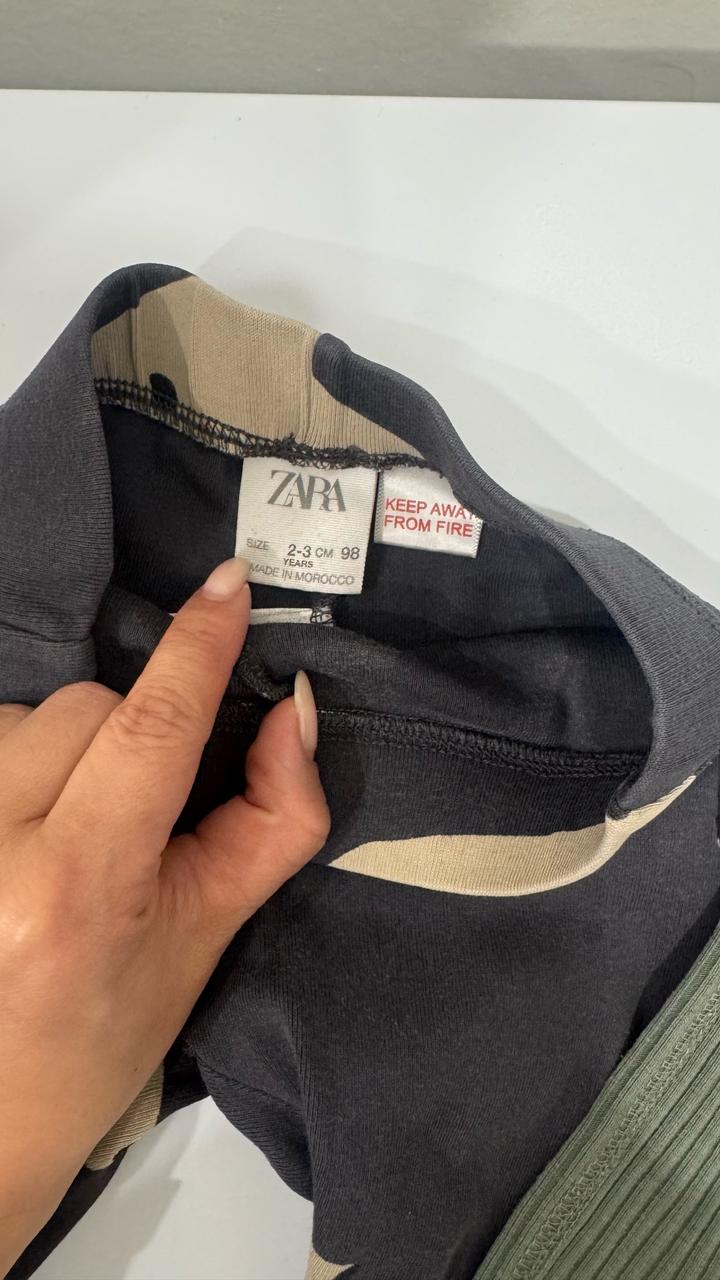 ZARA
SIZE 2-3 CM 98
YEARS
MADE IN MOROCCO
KEEP AWAY
FROM FIRE